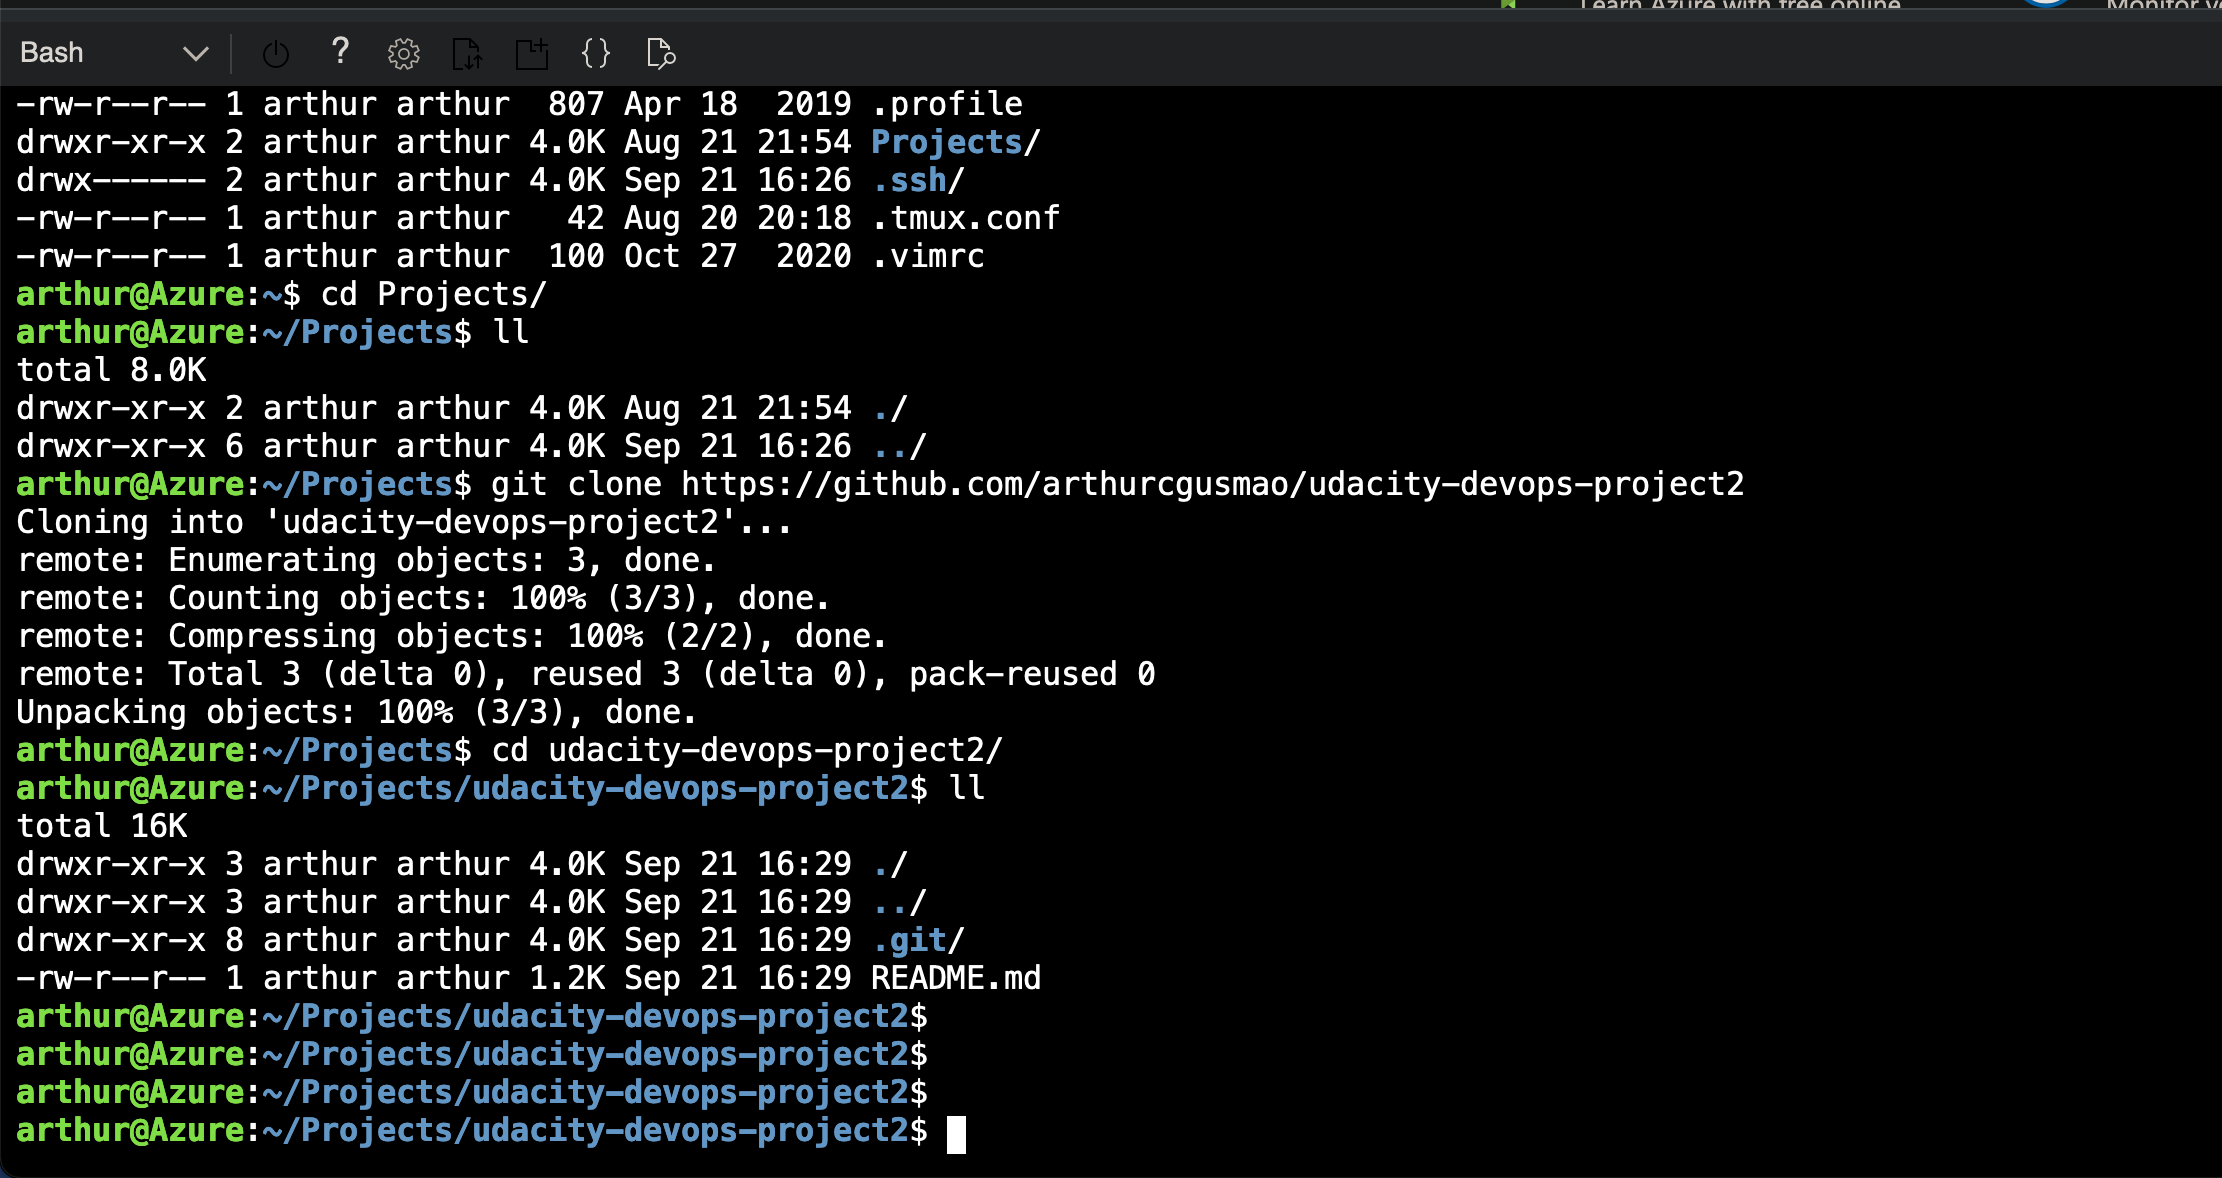 Learn Azure with free online
Monitor
Bash
?
{}
-rw-r--r-- 1 arthur arthur  807 Apr 18  2019 .profile
drwxr-xr-x 2 arthur arthur 4.0K Aug 21 21:54 Projects/
drwx------ 2 arthur arthur 4.0K Sep 21 16:26 .ssh/
-rw-r--r-- 1 arthur arthur   42 Aug 20 20:18 .tmux.conf
-rw-r--r-- 1 arthur arthur  100 Oct 27  2020 .vimrc
arthur@Azure:~$ cd Projects/
arthur@Azure:~/Projects$ ll
total 8.0K
drwxr-xr-x 2 arthur arthur 4.0K Aug 21 21:54 ./
drwxr-xr-x 6 arthur arthur 4.0K Sep 21 16:26 ../
arthur@Azure:~/Projects$ git clone https://github.com/arthurcgusmao/udacity-devops-project2
Cloning into 'udacity-devops-project2'...
remote: Enumerating objects: 3, done.
remote: Counting objects: 100% (3/3), done.
remote: Compressing objects: 100% (2/2), done.
remote: Total 3 (delta 0), reused 3 (delta 0), pack-reused 0
Unpacking objects: 100% (3/3), done.
arthur@Azure:~/Projects$ cd udacity-devops-project2/
arthur@Azure:~/Projects/udacity-devops-project2$ ll
total 16K
drwxr-xr-x 3 arthur arthur 4.0K Sep 21 16:29 ./
drwxr-xr-x 3 arthur arthur 4.0K Sep 21 16:29 ../
drwxr-xr-x 8 arthur arthur 4.0K Sep 21 16:29 .git/
-rw-r--r-- 1 arthur arthur 1.2K Sep 21 16:29 README.md
arthur@Azure:~/Projects/udacity-devops-project2$
arthur@Azure:~/Projects/udacity-devops-project2$
arthur@Azure:~/Projects/udacity-devops-project2$
arthur@Azure:~/Projects/udacity-devops-project2$